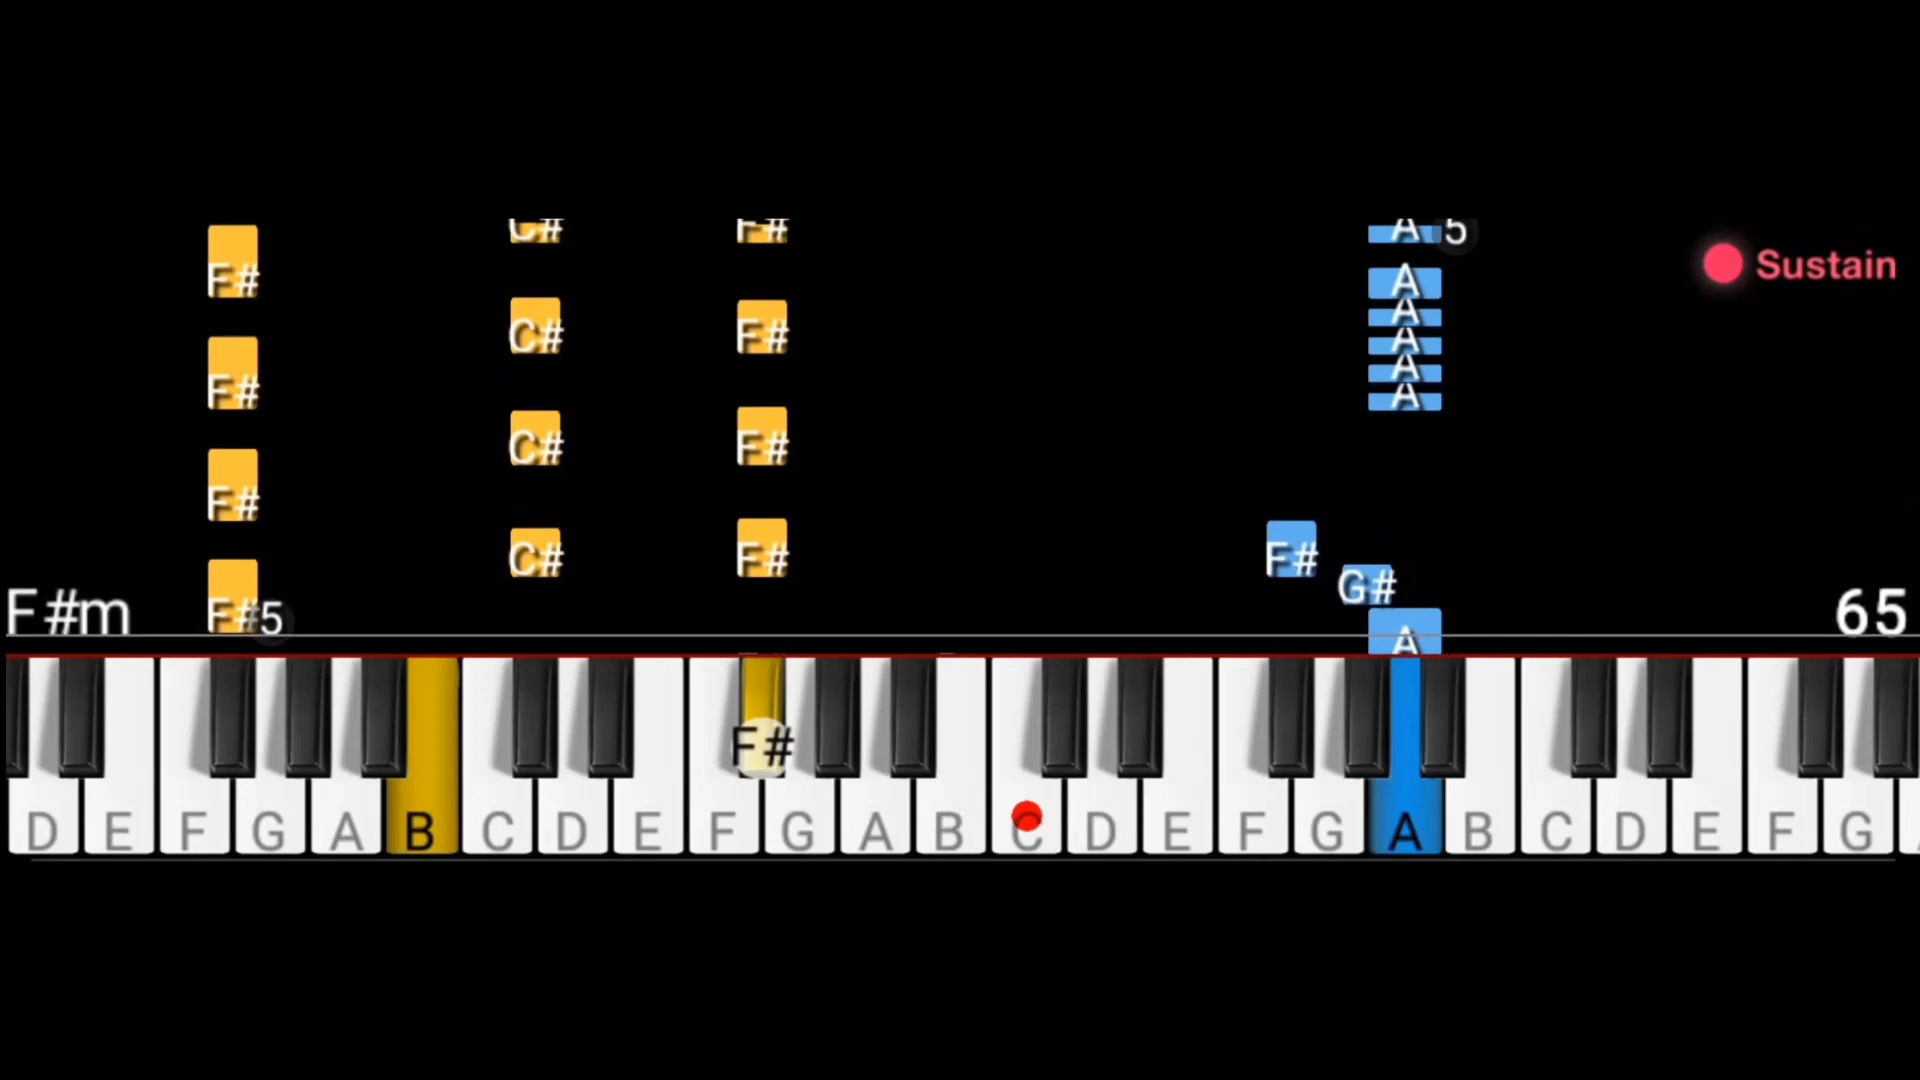 C# F# A 5
F# A Sustain
C# F# A
A
F# A
A
C# F#
F#
C# F# F#
G#
F#m F#5 A 65
F#
D E F G A B C D E F G A B C D E F G A B C D E F G